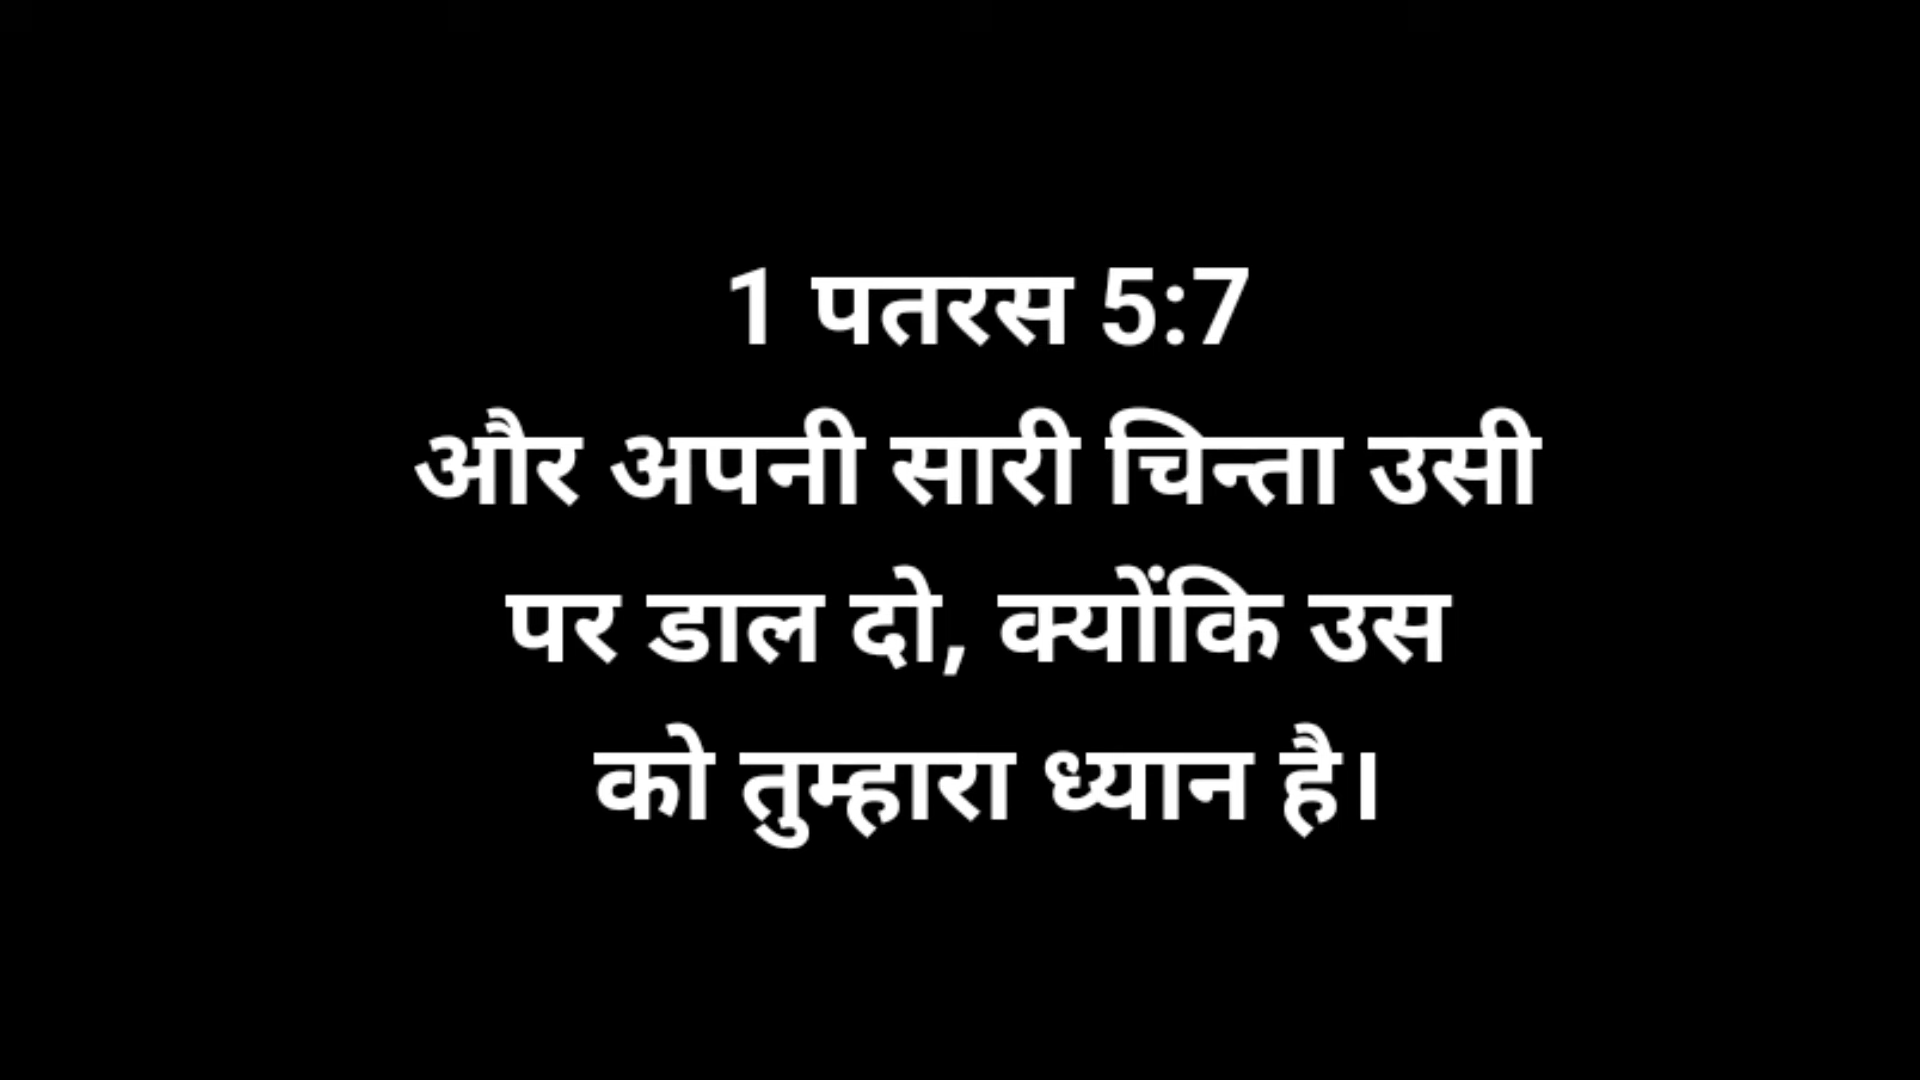 1 पतरस 5:7
और अपनी सारी चिन्ता उसी
पर डाल दो, क्योंकि उस
को तुम्हारा ध्यान है।